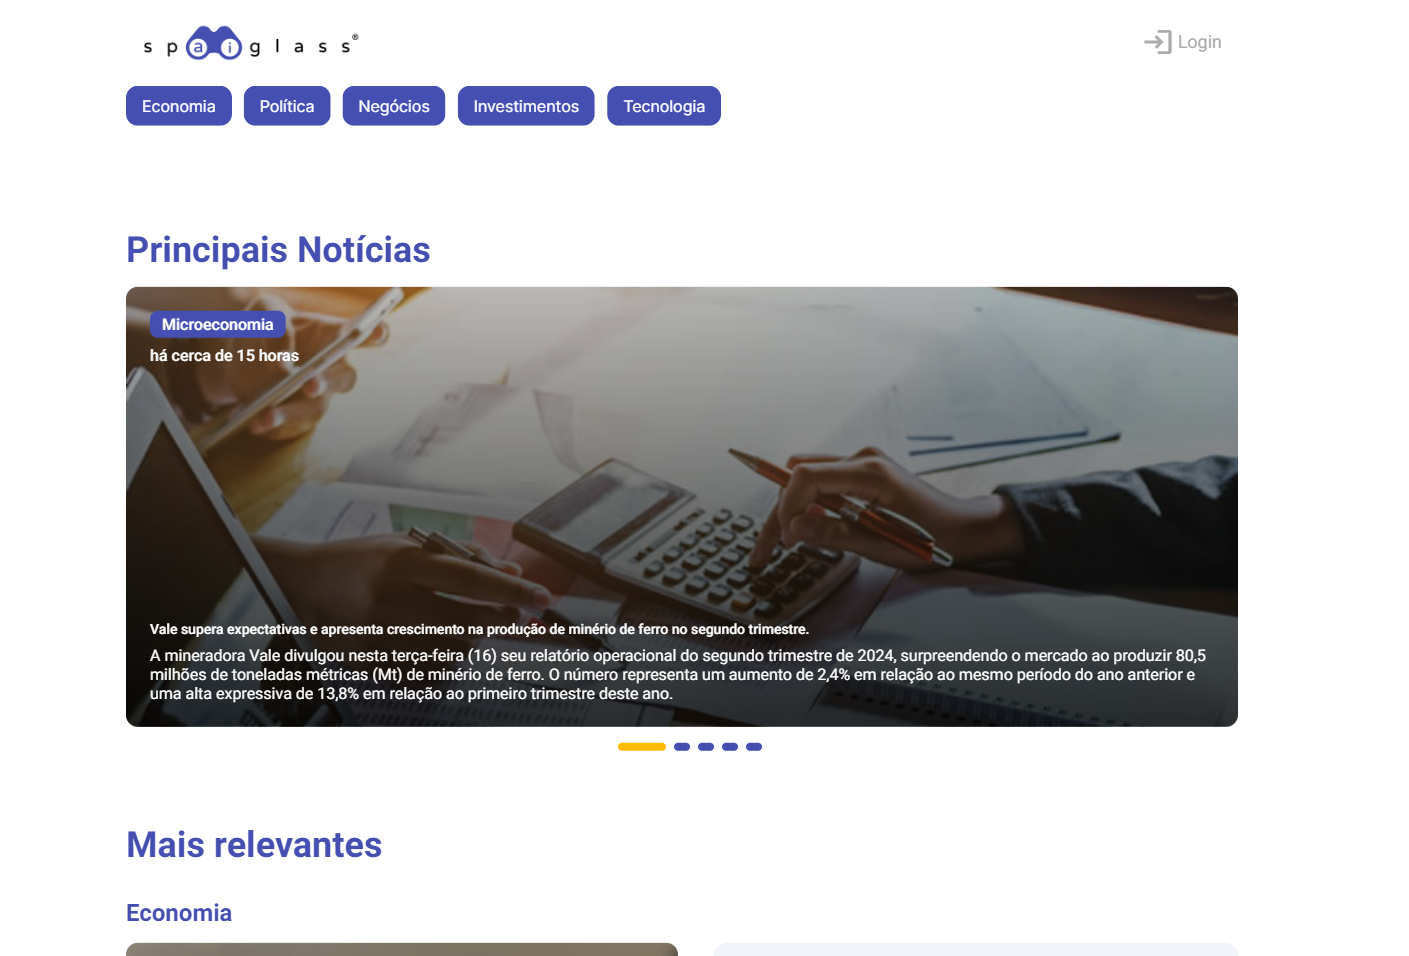 spaiglass®
Login
Economia
Política
Negócios
Investimentos
Tecnologia
Principais Notícias
Microeconomia
há cerca de 15 horas
Vale supera expectativas e apresenta crescimento na produção de minério de ferro no segundo trimestre.
A mineradora Vale divulgou nesta terça-feira (16) seu relatório operacional do segundo trimestre de 2024, surpreendendo o mercado ao produzir 80,5
milhões de toneladas métricas (Mt) de minério de ferro. O número representa um aumento de 2,4% em relação ao mesmo período do ano anterior e
uma alta expressiva de 13,8% em relação ao primeiro trimestre deste ano.
Mais relevantes
Economia